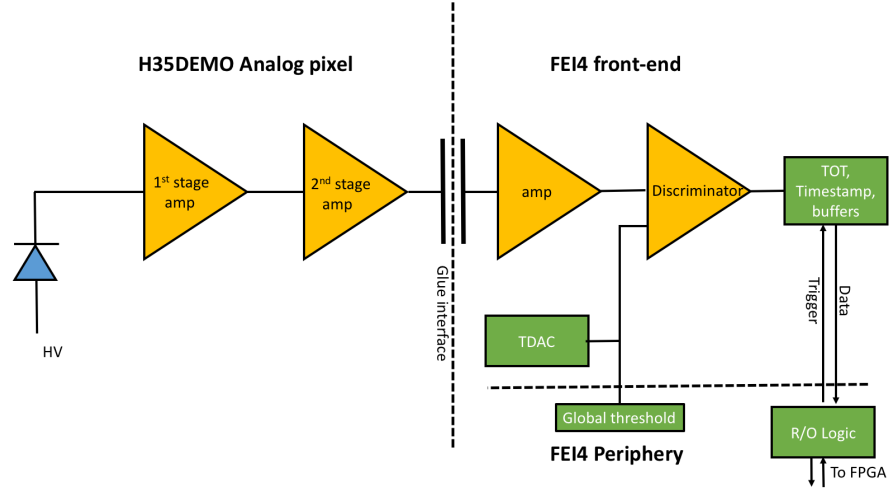 H35DEMO Analog pixel
FEI4 front-end
1st stage
amp
2nd stage
amp
amp
Discriminator
TOT,
Timestamp,
buffers
HV
Glue interface
TDAC
Trigger
Data
Global threshold
FEI4 Periphery
R/O Logic
To FPGA